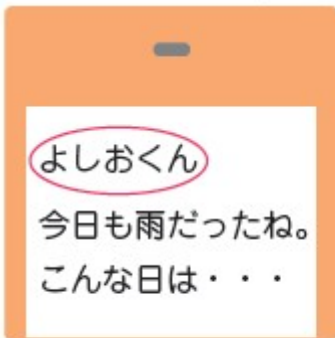 よしおくん
今日も雨だったね。
こんな日は・・・